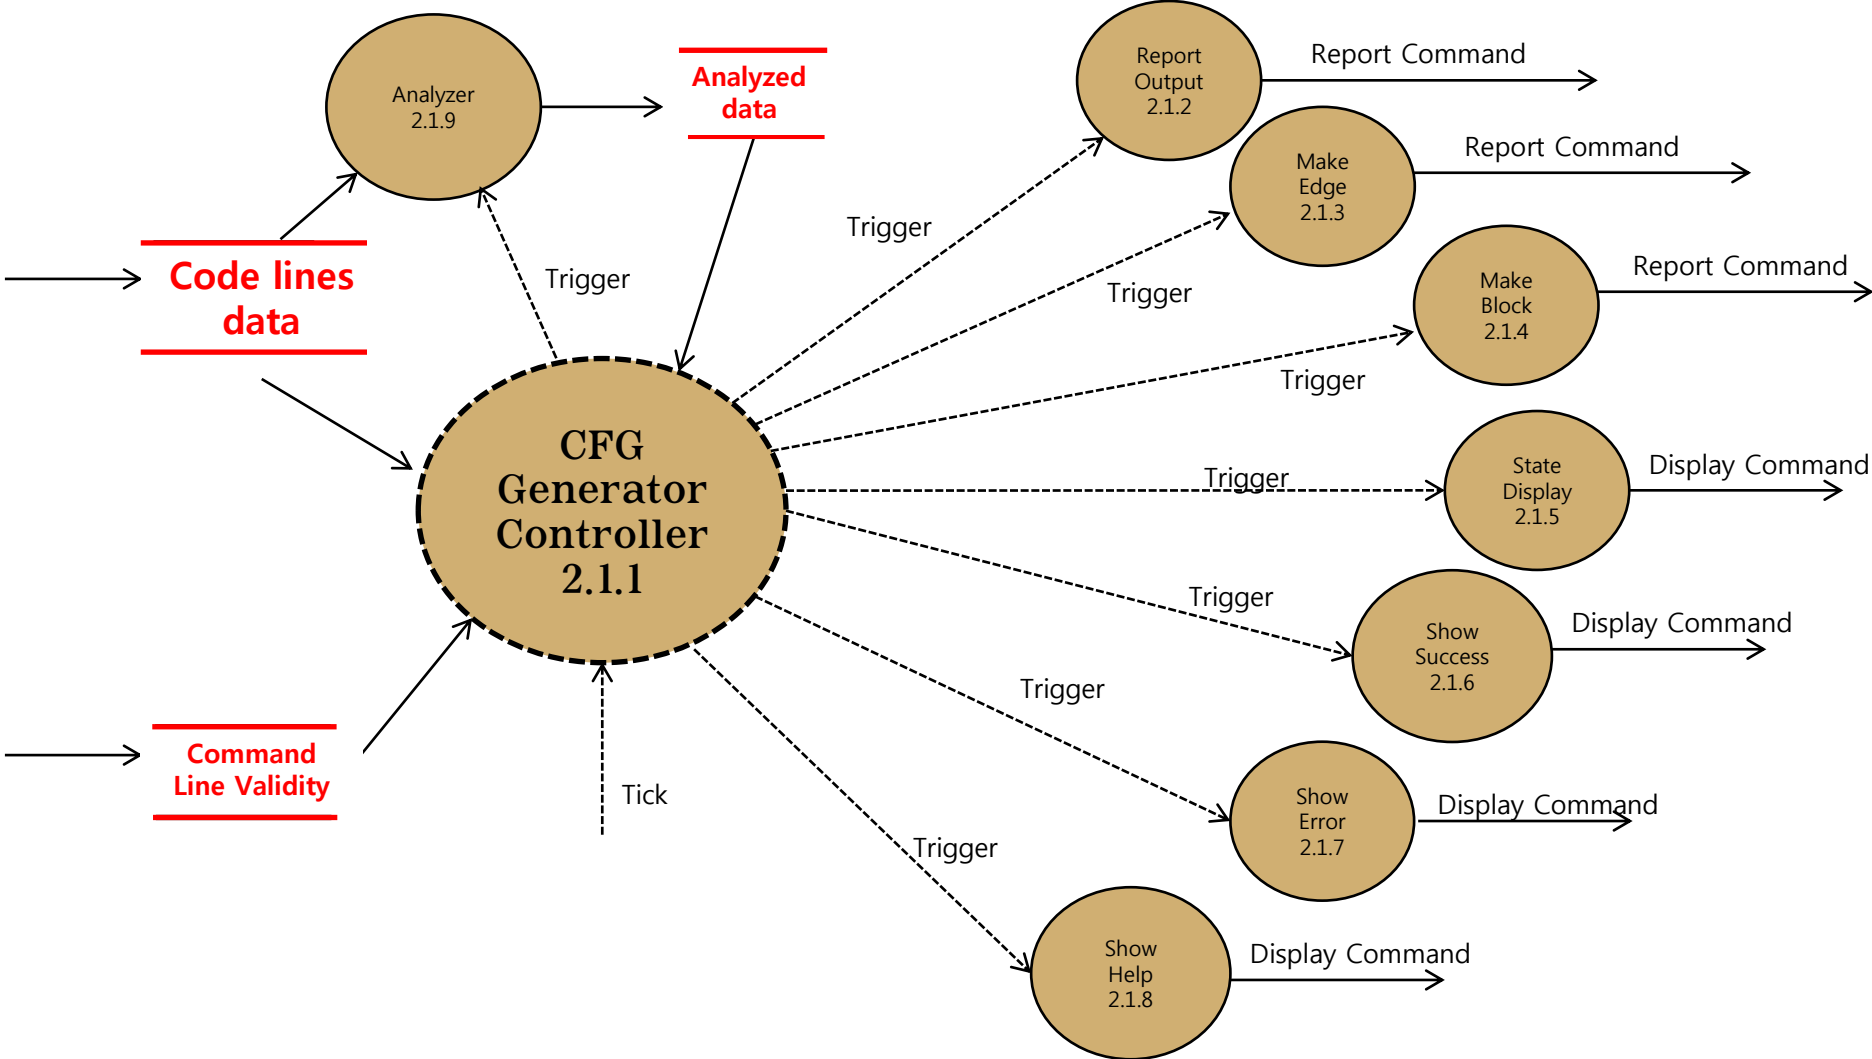 Analyzer
2.1.9
Analyzed
data
Report
Output
2.1.2
Report Command
Make
Edge
2.1.3
Report Command
Make
Block
2.1.4
Report Command
Code lines
data
Trigger
Trigger
Trigger
Trigger
CFG
Generator
Controller
2.1.1
Trigger
State
Display
2.1.5
Display Command
Trigger
Show
Success
2.1.6
Display Command
Trigger
Show
Error
2.1.7
Display Command
Command
Line Validity
Tick
Trigger
Show
Help
2.1.8
Display Command